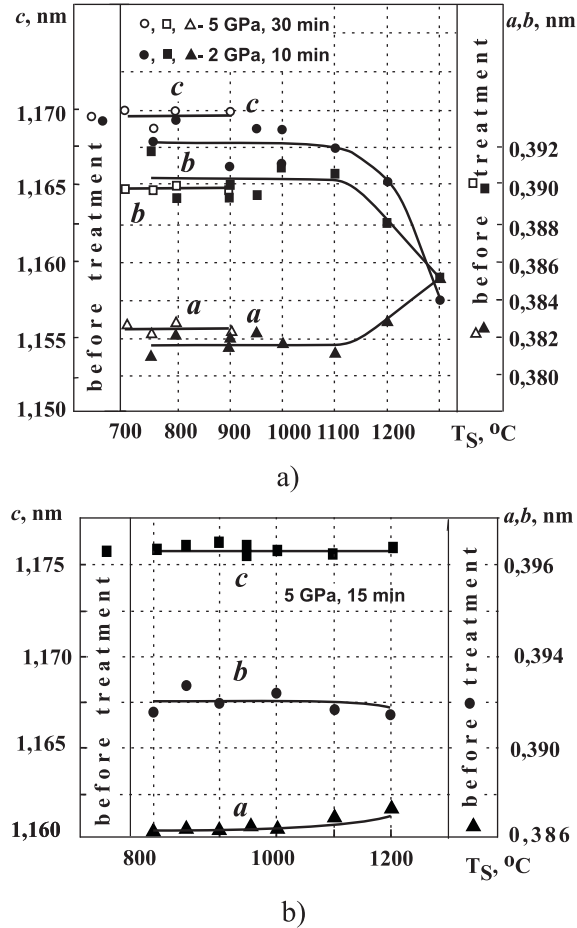 c, nm
a,b, nm
○, □, △- 5 GPa, 30 min
●, ■, ▲- 2 GPa, 10 min
c
c
1,170
0,392
b
1,165
0,390
b
0,388
1,160
0,386
0,384
a
a
1,155
0,382
0,380
1,150
before treatment
before treatment
700 800 900 1000 1100 1200 T_S, °C
a)
c, nm
a,b, nm
1,175
0,396
c
5 GPa, 15 min
1,170
0,394
b
1,165
0,390
a
1,160
0,386
before treatment
before treatment
800 1000 1200 T_S, °C
b)